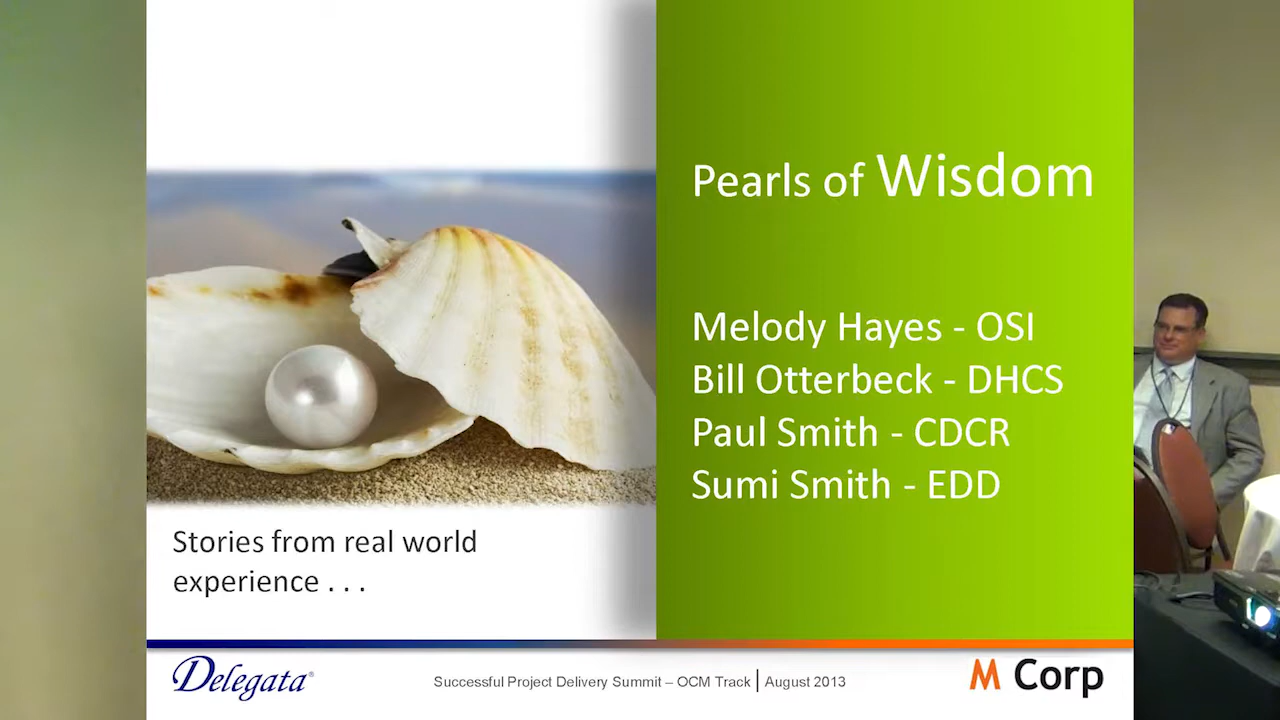 Pearls of Wisdom
Melody Hayes - OSI
Bill Otterbeck - DHCS
Paul Smith - CDCR
Sumi Smith - EDD
Stories from real world
experience . . .
Delegata®
Successful Project Delivery Summit – OCM Track | August 2013
M Corp